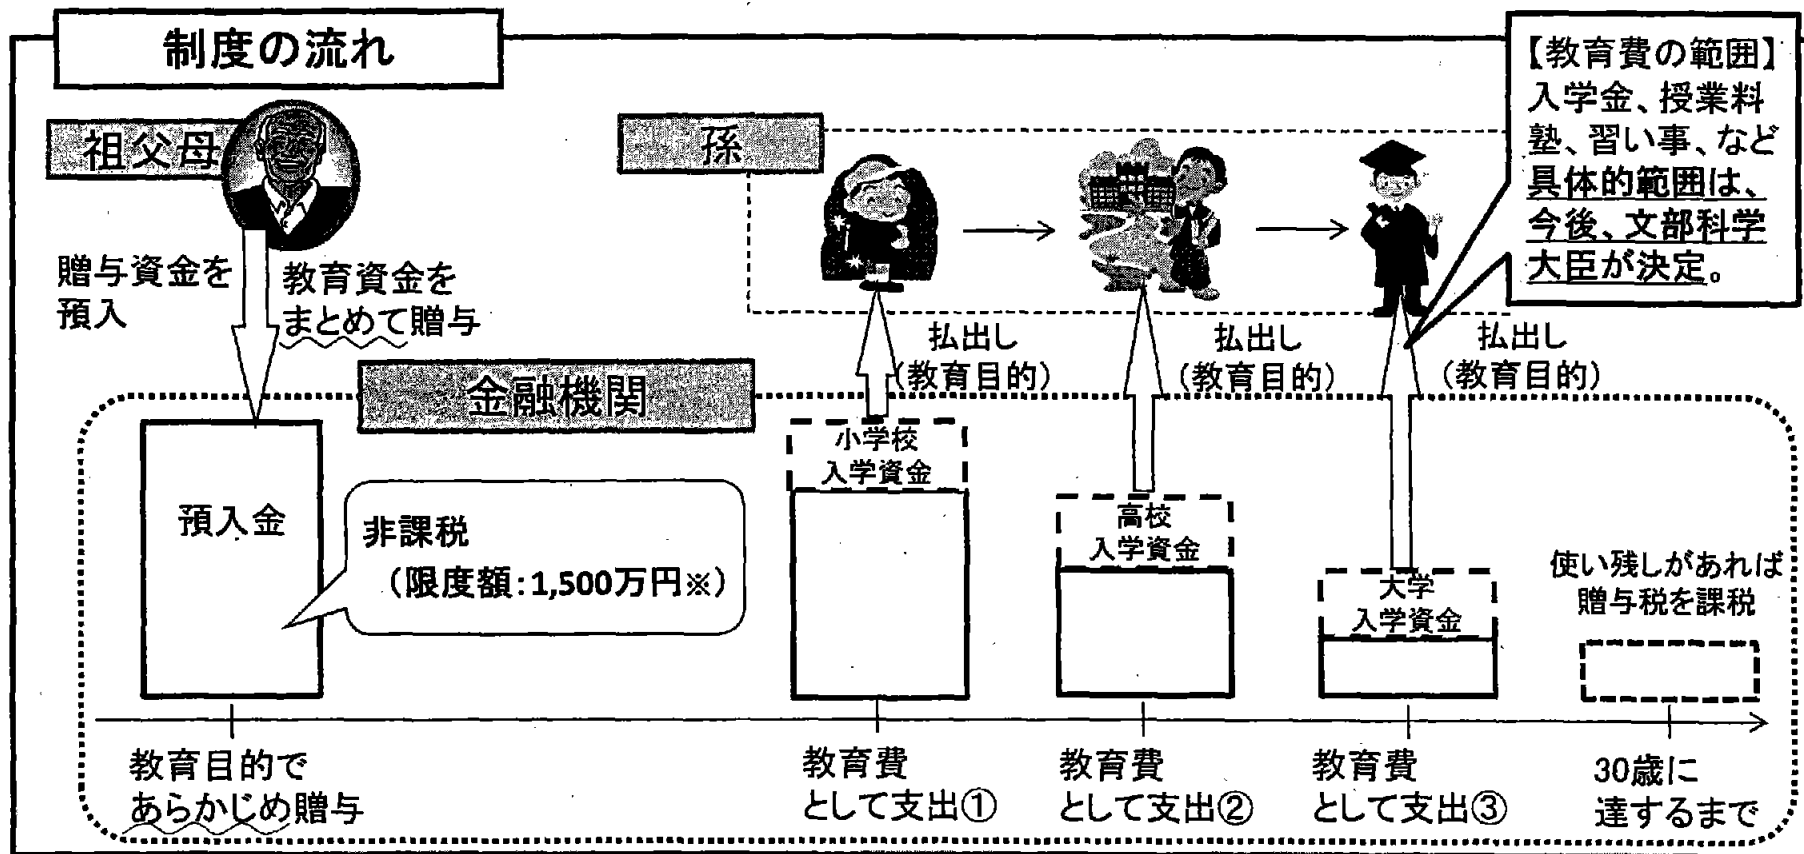 制度の流れ
【教育費の範囲】
入学金、授業料
塾、習い事、など
具体的範囲は、
今後、文部科学
大臣が決定。
祖父母
孫
贈与資金を
預入
教育資金を
まとめて贈与
払出し
(教育目的)
払出し
(教育目的)
払出し
(教育目的)
金融機関
預入金
非課税
（限度額：1,500万円※）
小学校
入学資金
高校
入学資金
大学
入学資金
使い残しがあれば
贈与税を課税
教育目的で
あらかじめ贈与
教育費
として支出①
教育費
として支出②
教育費
として支出③
30歳に
達するまで